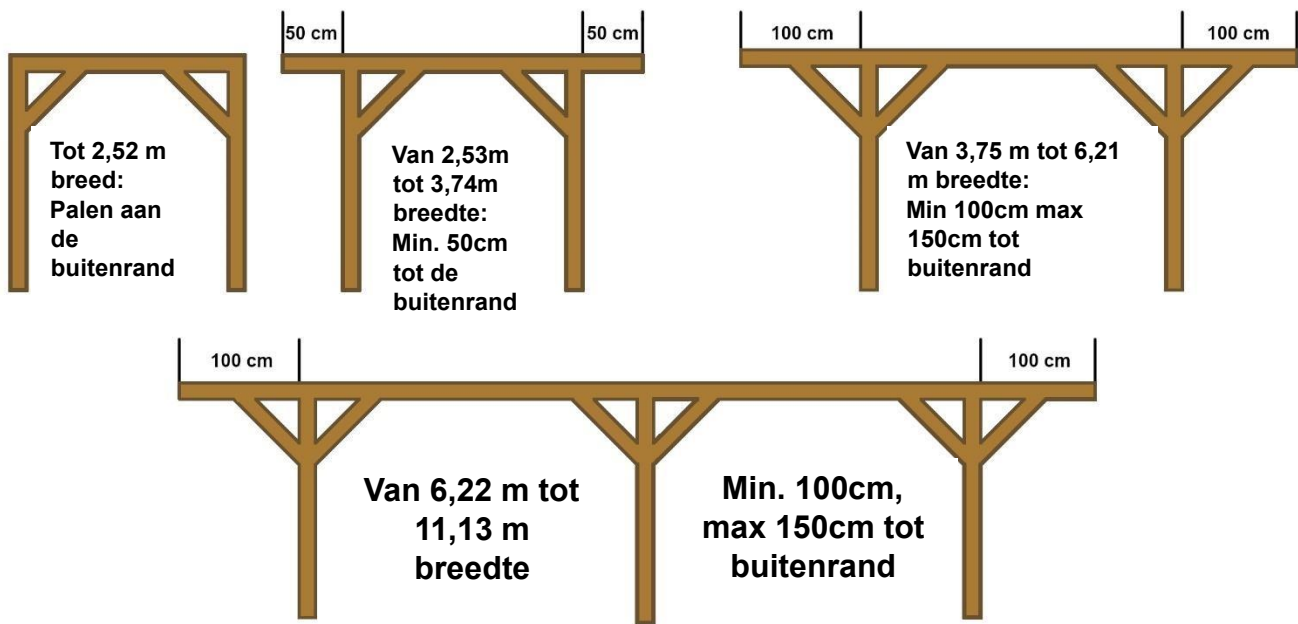 50 cm
50 cm
100 cm
100 cm
Tot 2,52 m
breed:
Palen aan
de
buitenrand
Van 2,53m
tot 3,74m
breedte:
Min. 50cm
tot de
buitenrand
Van 3,75 m tot 6,21
m breedte:
Min 100cm max
150cm tot
buitenrand
100 cm
100 cm
Van 6,22 m tot
11,13 m
breedte
Min. 100cm,
max 150cm tot
buitenrand